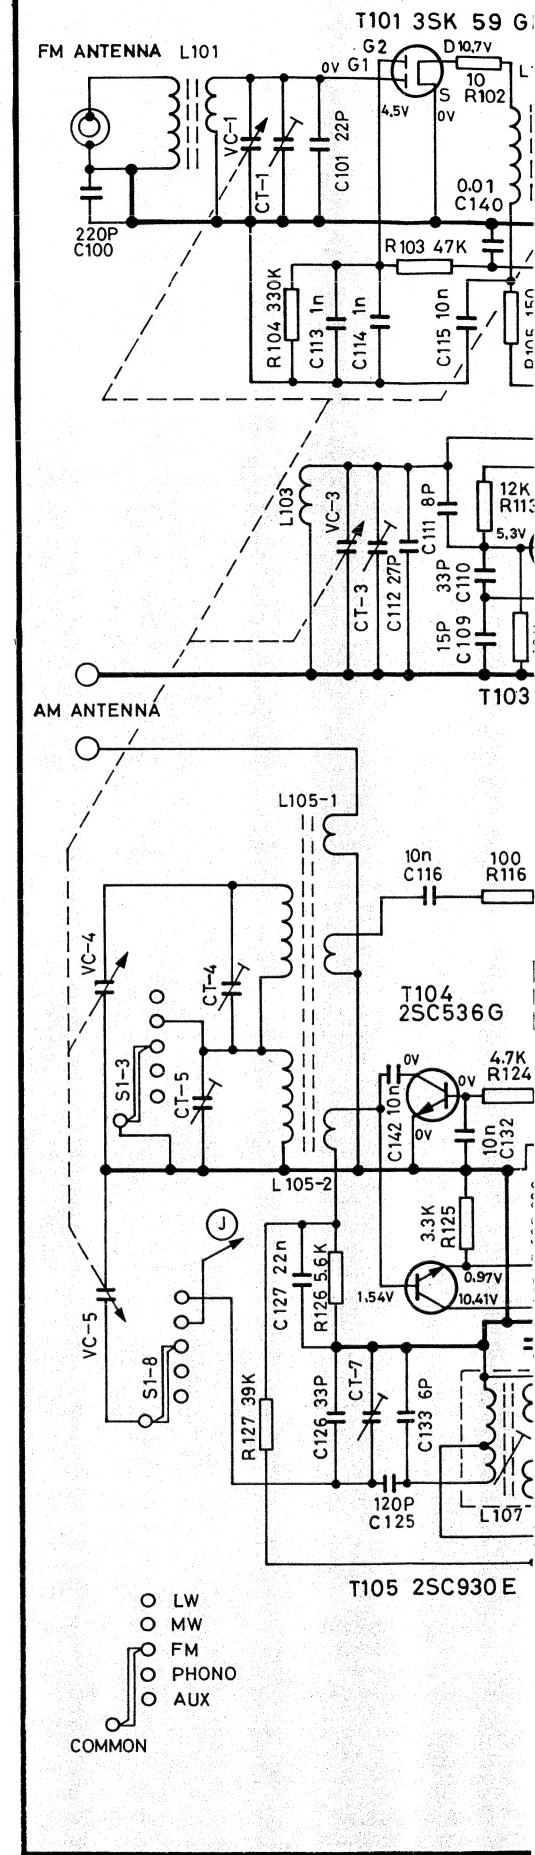 T101 3SK 59 G
FM ANTENNA
L101
G2
G1
0V
D 10,7V
10
R102
S
0V
4,5V
VC-1
CT-1
C101 22P
220P
C100
0.01
C140
R103 47K
R104 330K
C113 1n
C114 1n
C115 10n
R105 150
L103
VC-3
CT-3
C112 27P
C111 8P
12K
R113
5,3V
33P
C110
15P
C109
T103
AM ANTENNA
L105-1
10n
C116
100
R116
VC-4
CT-4
T104
2SC536G
S1-3
CT-5
0V
0V
0V
C142 10n
4.7K
R124
10n
C132
L105-2
J
3.3K
R125
C127 22n
R126 5.6K
1.54V
0.97V
10.41V
VC-5
S1-8
R127 39K
C126 33P
CT-7
C133 6P
120P
C125
L107
T105 2SC930 E
LW
MW
FM
PHONO
AUX
COMMON